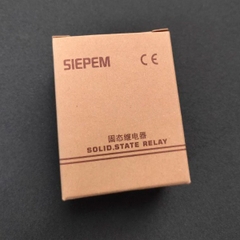 SIEPEM CE
固态继电器
SOLID.STATE RELAY